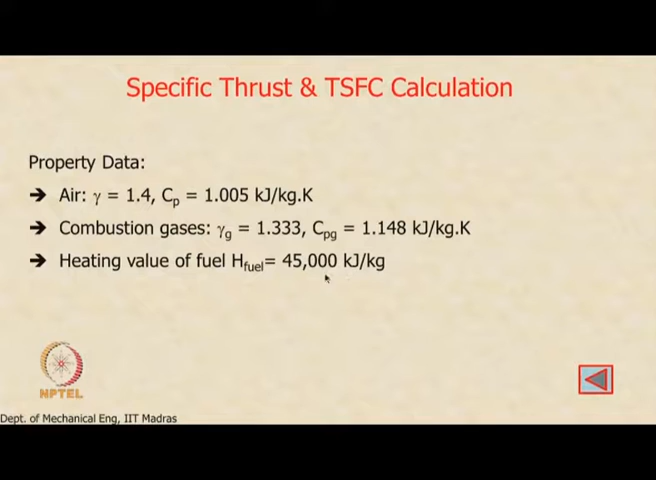 Specific Thrust & TSFC Calculation
Property Data:
➔ Air: γ = 1.4, Cp = 1.005 kJ/kg.K
➔ Combustion gases: γg = 1.333, Cpg = 1.148 kJ/kg.K
➔ Heating value of fuel Hfuel= 45,000 kJ/kg
NPTEL
Dept. of Mechanical Eng, IIT Madras